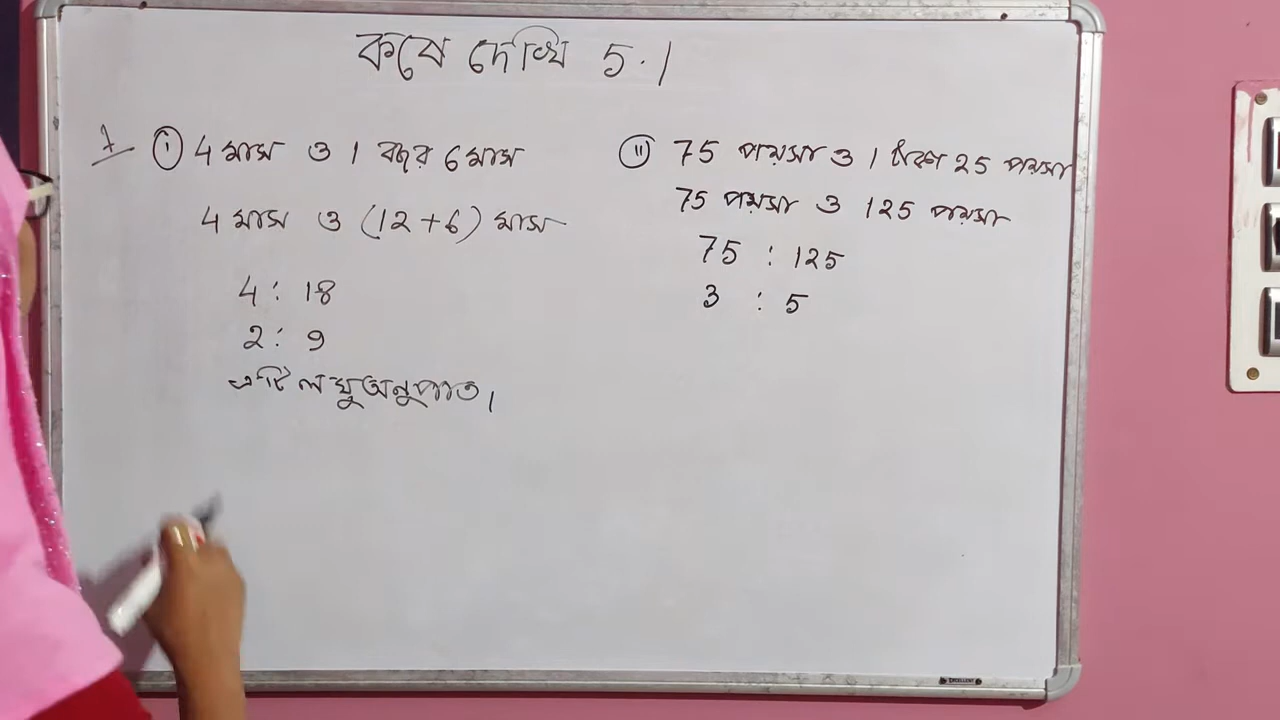 কষে দেখি 5.1
1 (i) 4 মাস ও 1 বছর 6 মাস
4 মাস ও (12+6) মাস
4 : 18
2 : 9
এটি লঘু অনুপাত।
(ii) 75 পয়সা ও 1 টাকা 25 পয়সা
75 পয়সা ও 125 পয়সা
75 : 125
3 : 5
EXCELLENT